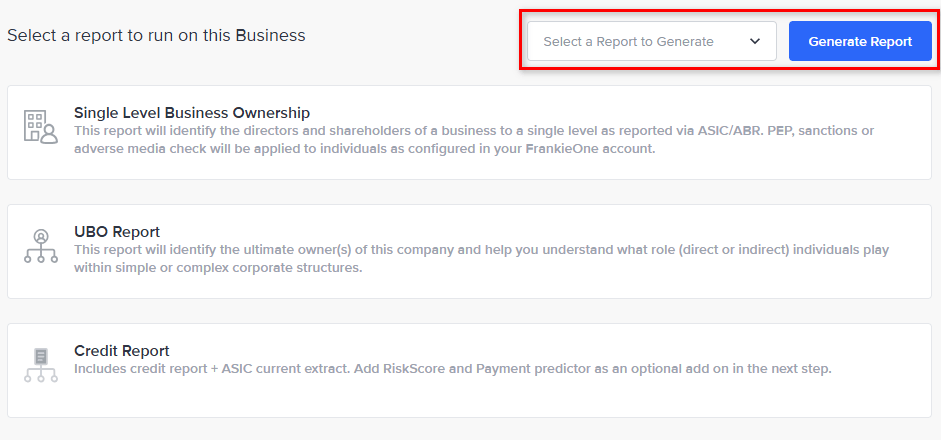 Select a report to run on this Business
Select a Report to Generate
Generate Report
Single Level Business Ownership
This report will identify the directors and shareholders of a business to a single level as reported via ASIC/ABR. PEP, sanctions or
adverse media check will be applied to individuals as configured in your FrankieOne account.
UBO Report
This report will identify the ultimate owner(s) of this company and help you understand what role (direct or indirect) individuals play
within simple or complex corporate structures.
Credit Report
Includes credit report + ASIC current extract. Add RiskScore and Payment predictor as an optional add on in the next step.